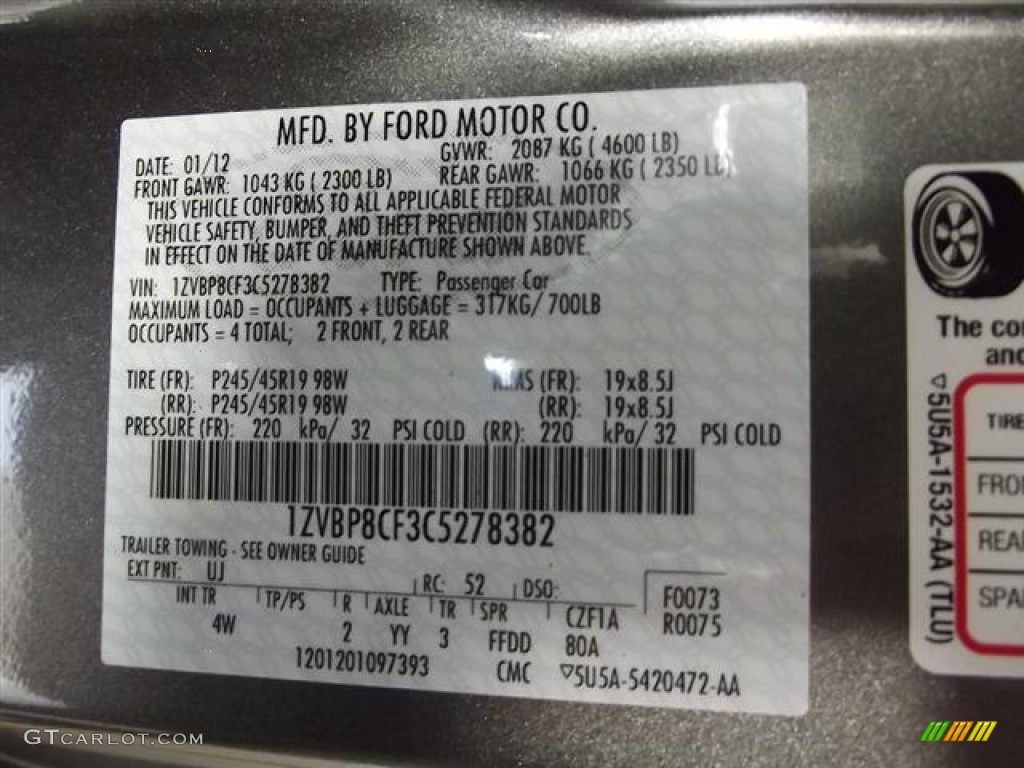 MFD. BY FORD MOTOR CO.
DATE: 01/12 GVWR: 2087 KG ( 4600 LB)
FRONT GAWR: 1043 KG ( 2300 LB) REAR GAWR: 1066 KG ( 2350 LB)
THIS VEHICLE CONFORMS TO ALL APPLICABLE FEDERAL MOTOR
VEHICLE SAFETY, BUMPER, AND THEFT PREVENTION STANDARDS
IN EFFECT ON THE DATE OF MANUFACTURE SHOWN ABOVE.
VIN: 1ZVBP8CF3C5278382 TYPE: Passenger Car
MAXIMUM LOAD = OCCUPANTS + LUGGAGE = 317KG/ 700LB
OCCUPANTS = 4 TOTAL; 2 FRONT, 2 REAR
TIRE (FR): P245/45R19 98W RIMS (FR): 19x8.5J
(RR): P245/45R19 98W (RR): 19x8.5J
PRESSURE (FR): 220 kPa/ 32 PSI COLD (RR): 220 kPa/ 32 PSI COLD
1ZVBP8CF3C5278382
TRAILER TOWING - SEE OWNER GUIDE
EXT PNT: UJ RC: 52 DSO:
INT TR TP/PS R AXLE TR SPR CZF1A F0073
4W 2 YY 3 FFDD 80A R0075
1201201097393 CMC ▽5U5A-5420472-AA
The co
and
TIRE
FRO
REA
SPA
▽5U5A-1532-AA (TLU)
GTCARLOT.COM